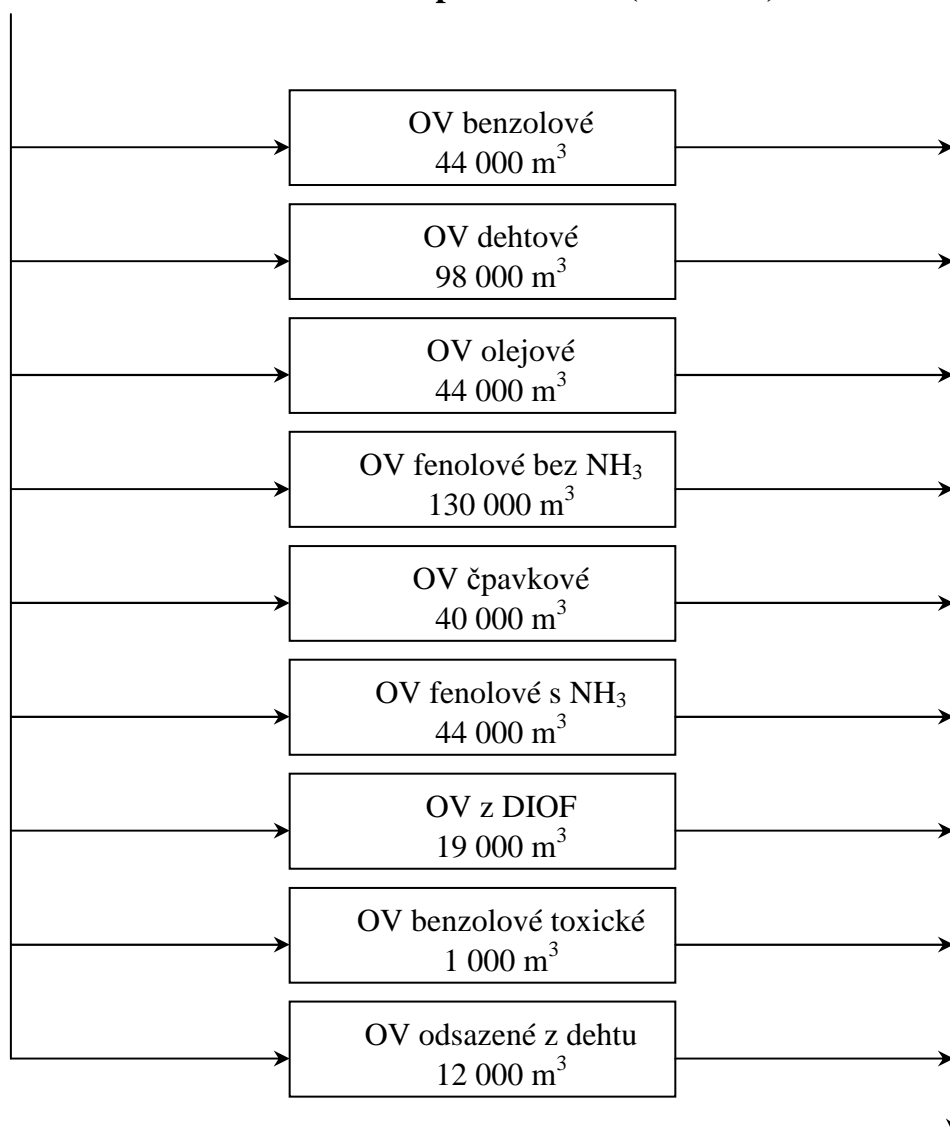 OV benzolové
44 000 m³
OV dehtové
98 000 m³
OV olejové
44 000 m³
OV fenolové bez NH₃
130 000 m³
OV čpavkové
40 000 m³
OV fenolové s NH₃
44 000 m³
OV z DIOF
19 000 m³
OV benzolové toxické
1 000 m³
OV odsazené z dehtu
12 000 m³